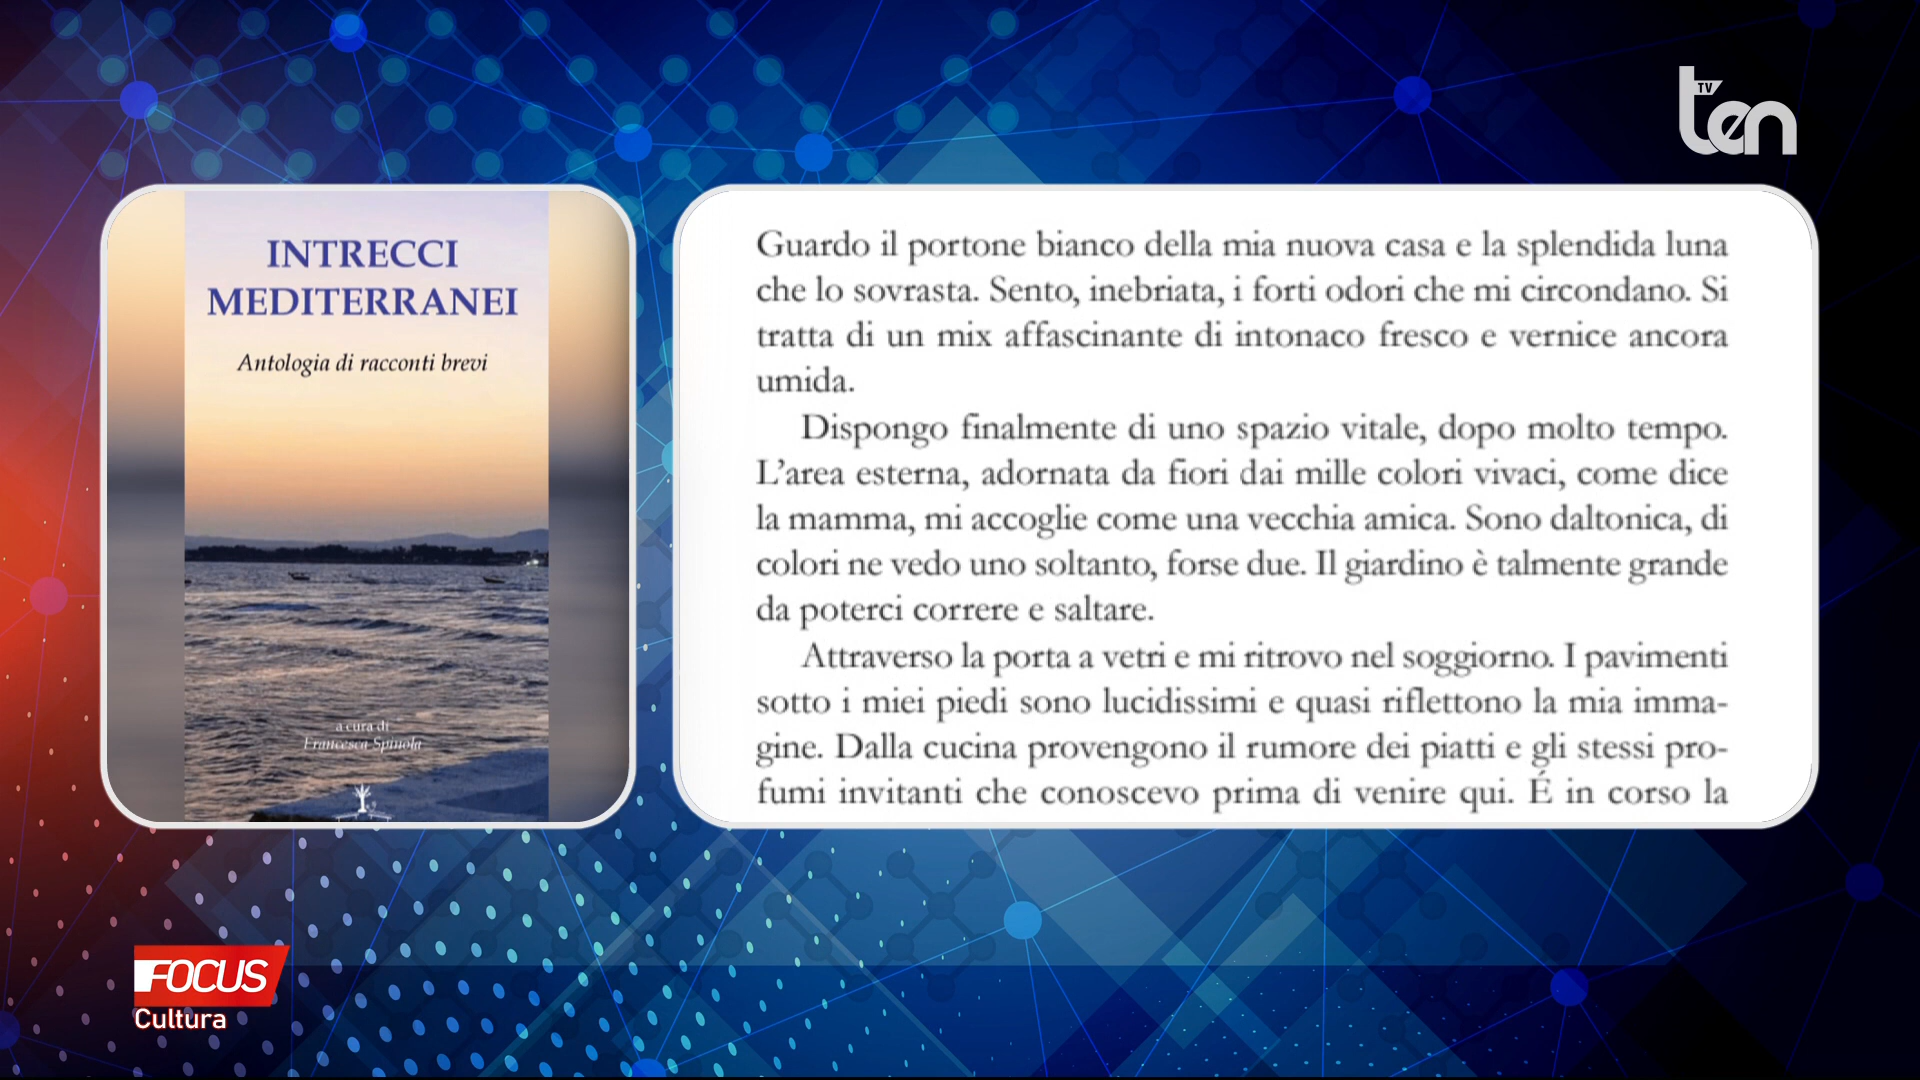 TV
ten
INTRECCI
MEDITERRANEI
Antologia di racconti brevi
a cura di
Francesca Spinola
Guardo il portone bianco della mia nuova casa e la splendida luna
che lo sovrasta. Sento, inebriata, i forti odori che mi circondano. Si
tratta di un mix affascinante di intonaco fresco e vernice ancora
umida.
Dispongo finalmente di uno spazio vitale, dopo molto tempo.
L’area esterna, adornata da fiori dai mille colori vivaci, come dice
la mamma, mi accoglie come una vecchia amica. Sono daltonica, di
colori ne vedo uno soltanto, forse due. Il giardino è talmente grande
da poterci correre e saltare.
Attraverso la porta a vetri e mi ritrovo nel soggiorno. I pavimenti
sotto i miei piedi sono lucidissimi e quasi riflettono la mia imma-
gine. Dalla cucina provengono il rumore dei piatti e gli stessi pro-
fumi invitanti che conoscevo prima di venire qui. É in corso la
FOCUS
Cultura